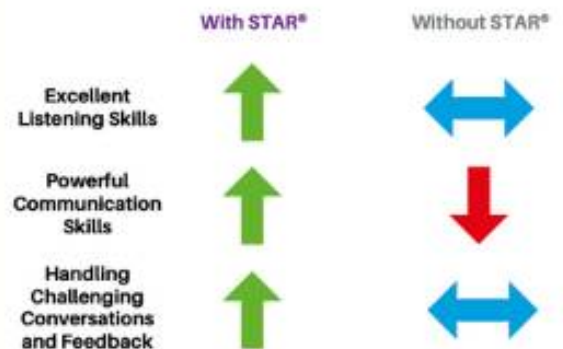 With STAR® Without STAR®
Excellent
Listening Skills
Powerful
Communication
Skills
Handling
Challenging
Conversations
and Feedback